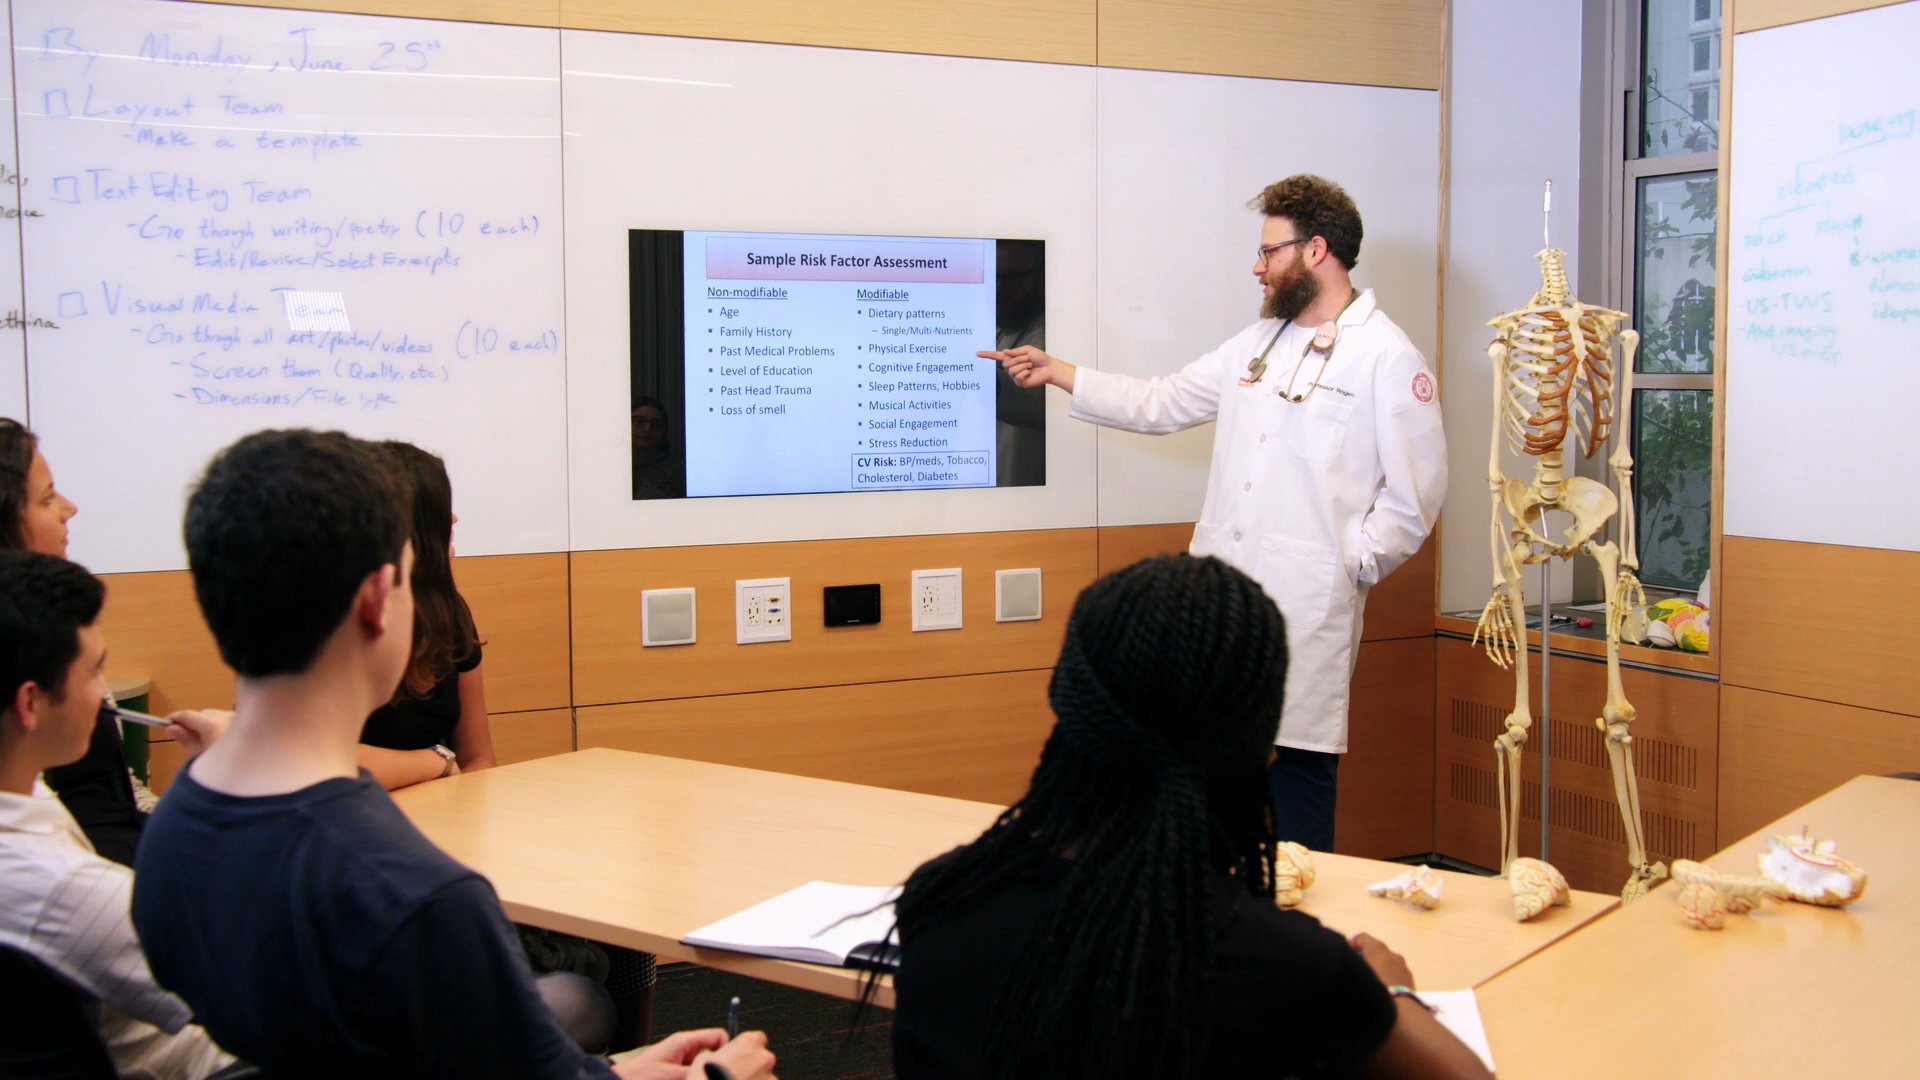 By Monday, June 25th
Layout Team
-Make a template
Text Editing Team
-Go through writing/poetry (10 each)
-Edit/Revise/Select Excerpts
Visual Media Team
-Go through all art/photos/videos (10 each)
-Screen them (Quality, etc.)
-Dimensions/File type
Sample Risk Factor Assessment
Non-modifiable
▪ Age
▪ Family History
▪ Past Medical Problems
▪ Level of Education
▪ Past Head Trauma
▪ Loss of smell
Modifiable
▪ Dietary patterns
– Single/Multi-Nutrients
▪ Physical Exercise
▪ Cognitive Engagement
▪ Sleep Patterns, Hobbies
▪ Musical Activities
▪ Social Engagement
▪ Stress Reduction
CV Risk: BP/meds, Tobacco,
Cholesterol, Diabetes
Professor Rogen
elevated
US-TVUS